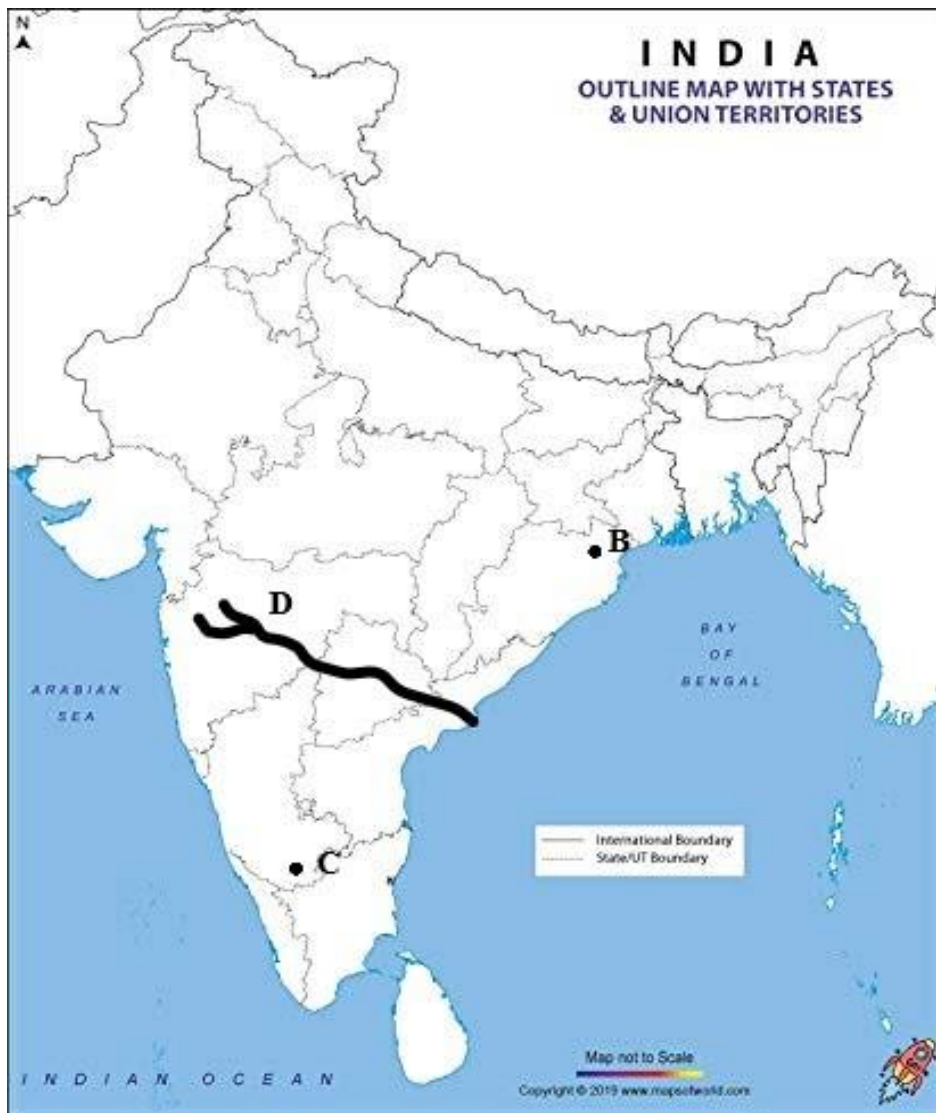 N
INDIA
OUTLINE MAP WITH STATES
& UNION TERRITORIES
B
D
BAY
OF
BENGAL
ARABIAN
SEA
International Boundary
State/UT Boundary
C
Map not to Scale
INDIAN OCEAN
Copyright © 2019 www.mapsofworld.com